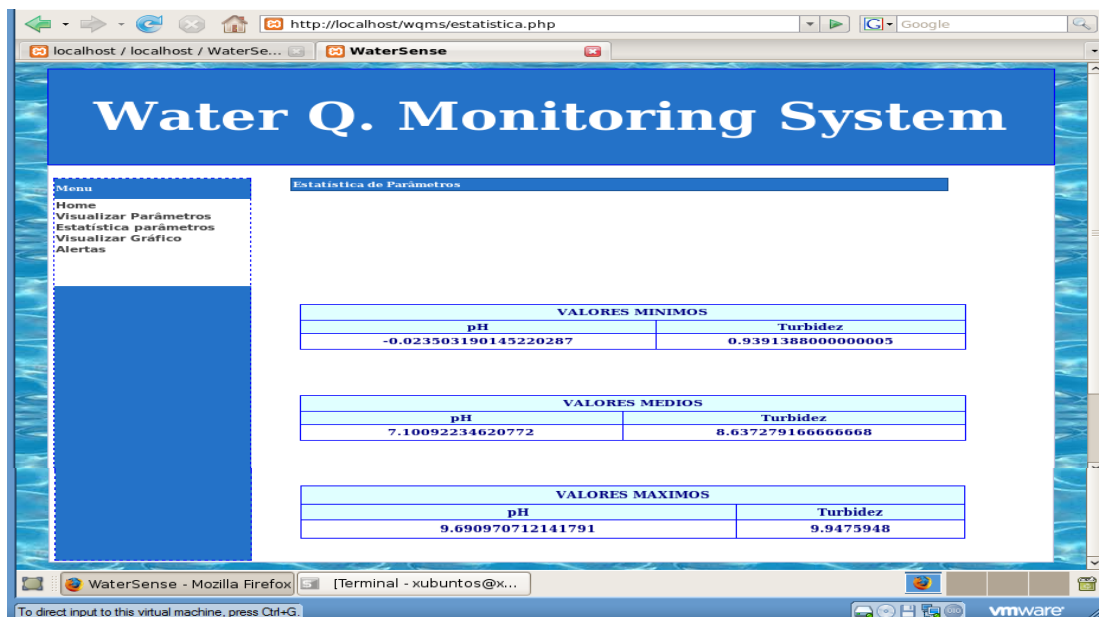 http://localhost/wqms/estatistica.php
Google
localhost / localhost / WaterSe...
WaterSense
Water Q. Monitoring System
Menu
Home
Visualizar Parâmetros
Estatística parâmetros
Visualizar Gráfico
Alertas
Estatística de Parâmetros
VALORES MINIMOS
pH Turbidez
-0.023503190145220287 0.9391388000000005
VALORES MEDIOS
pH Turbidez
7.10092234620772 8.637279166666668
VALORES MAXIMOS
pH Turbidez
9.690970712141791 9.9475948
WaterSense - Mozilla Firefox
[Terminal - xubuntos@x...
To direct input to this virtual machine, press Ctrl+G.
vmware